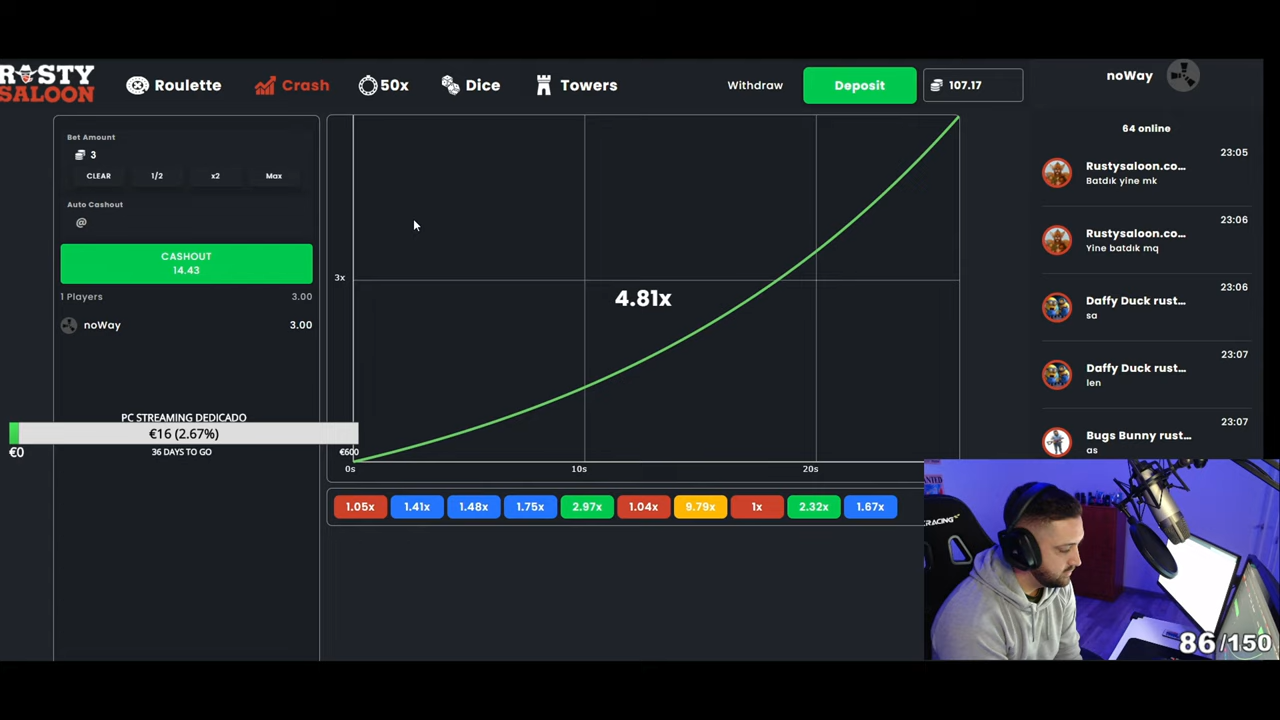 RUSTY
SALOON
Roulette
Crash
50x
Dice
Towers
Withdraw
Deposit
107.17
noWay
64 online
Bet Amount
3
CLEAR
1/2
x2
Max
Auto Cashout
@
CASHOUT
14.43
1 Players
3.00
noWay
3.00
PC STREAMING DEDICADO
€16 (2.67%)
€0
€600
36 DAYS TO GO
3x
4.81x
0s
10s
20s
1.05x
1.41x
1.48x
1.75x
2.97x
1.04x
9.79x
1x
2.32x
1.67x
23:05
Rustysaloon.co...
Batdık yine mk
23:06
Rustysaloon.co...
Yine batdık mq
23:06
Daffy Duck rust...
sa
23:07
Daffy Duck rust...
len
23:07
Bugs Bunny rust...
as
RACING
86/150